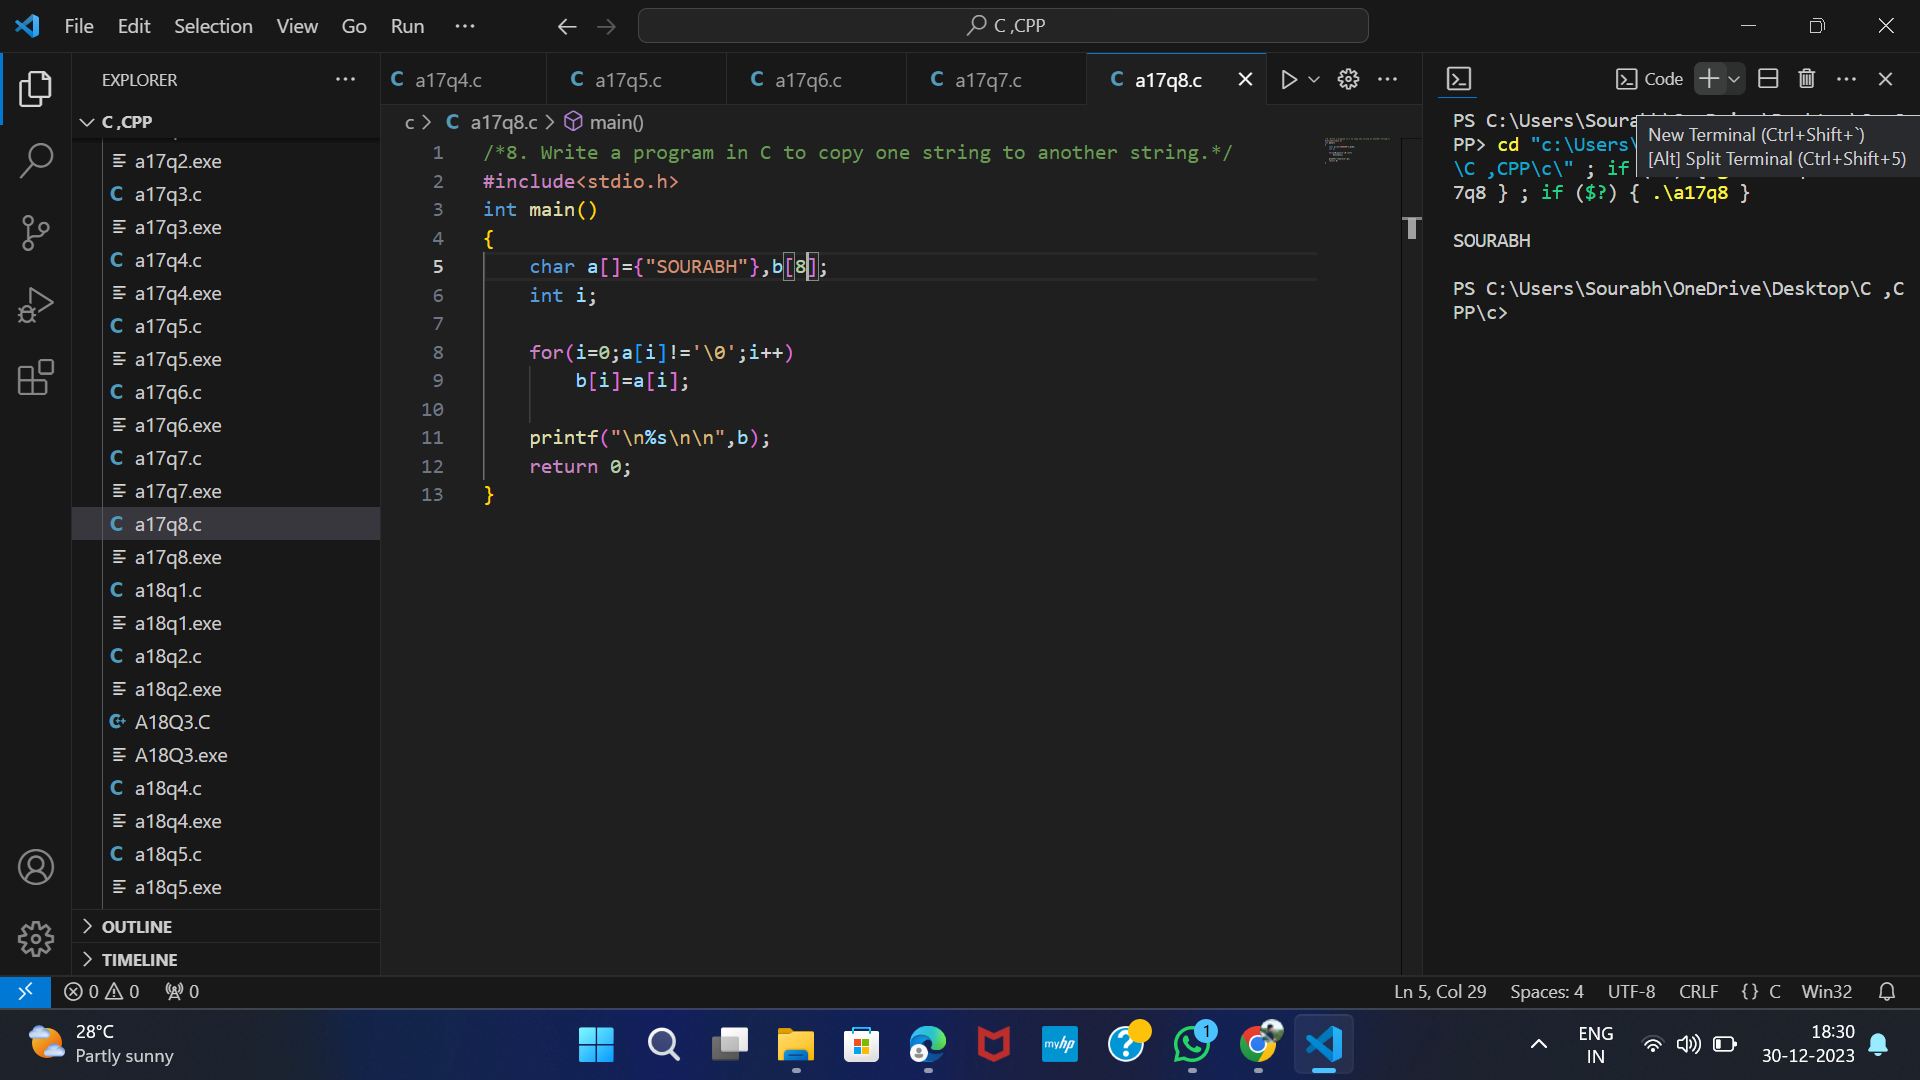 File Edit Selection View Go Run ···
C ,CPP
EXPLORER
C ,CPP
a17q2.exe
a17q3.c
a17q3.exe
a17q4.c
a17q4.exe
a17q5.c
a17q5.exe
a17q6.c
a17q6.exe
a17q7.c
a17q7.exe
a17q8.c
a17q8.exe
a18q1.c
a18q1.exe
a18q2.c
a18q2.exe
A18Q3.C
A18Q3.exe
a18q4.c
a18q4.exe
a18q5.c
a18q5.exe
OUTLINE
TIMELINE
a17q4.c a17q5.c a17q6.c a17q7.c a17q8.c
c > C a17q8.c > main()
1 /*8. Write a program in C to copy one string to another string.*/
2 #include<stdio.h>
3 int main()
4 {
5 char a[]={"SOURABH"},b[8];
6 int i;
7
8 for(i=0;a[i]!='\0';i++)
9 b[i]=a[i];
10
11 printf("\n%s\n\n",b);
12 return 0;
13 }
Code
New Terminal (Ctrl+Shift+`)
[Alt] Split Terminal (Ctrl+Shift+5)
PS C:\Users\Soura
PP> cd "c:\Users\
\C ,CPP\c\" ; if
7q8 } ; if ($?) { .\a17q8 }
SOURABH
PS C:\Users\Sourabh\OneDrive\Desktop\C ,C
PP\c>
0 0 0
Ln 5, Col 29 Spaces: 4 UTF-8 CRLF {} C Win32
28°C
Partly sunny
myhp
1
ENG
IN
18:30
30-12-2023